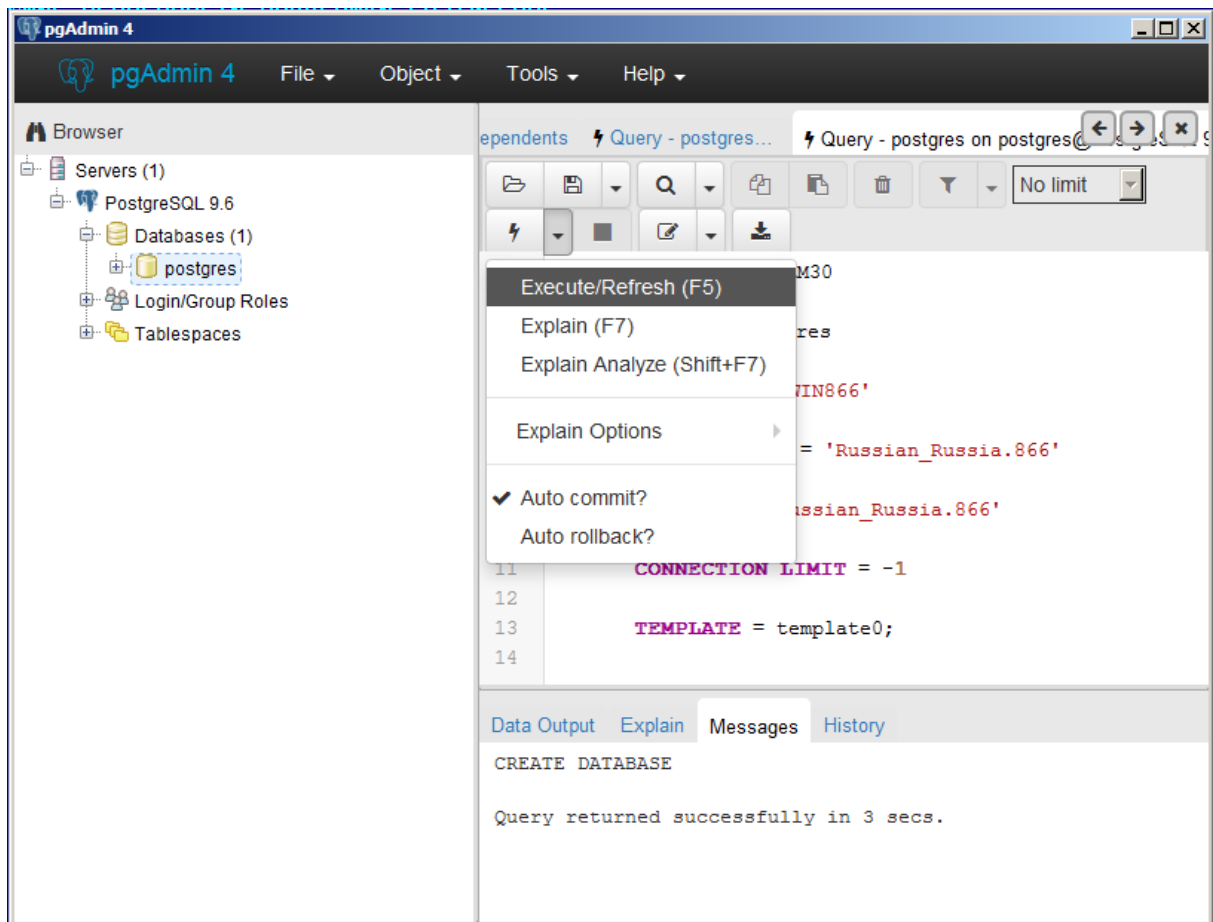 pgAdmin 4
pgAdmin 4 File Object Tools Help
Browser
Servers (1)
PostgreSQL 9.6
Databases (1)
postgres
Login/Group Roles
Tablespaces
ependents Query - postgres... Query - postgres on postgres@
No limit
Execute/Refresh (F5)
Explain (F7)
Explain Analyze (Shift+F7)
Explain Options
Auto commit?
Auto rollback?
M30
res
WIN866'
= 'Russian_Russia.866'
ussian_Russia.866'
11 CONNECTION LIMIT = -1
12
13 TEMPLATE = template0;
14
Data Output Explain Messages History
CREATE DATABASE
Query returned successfully in 3 secs.